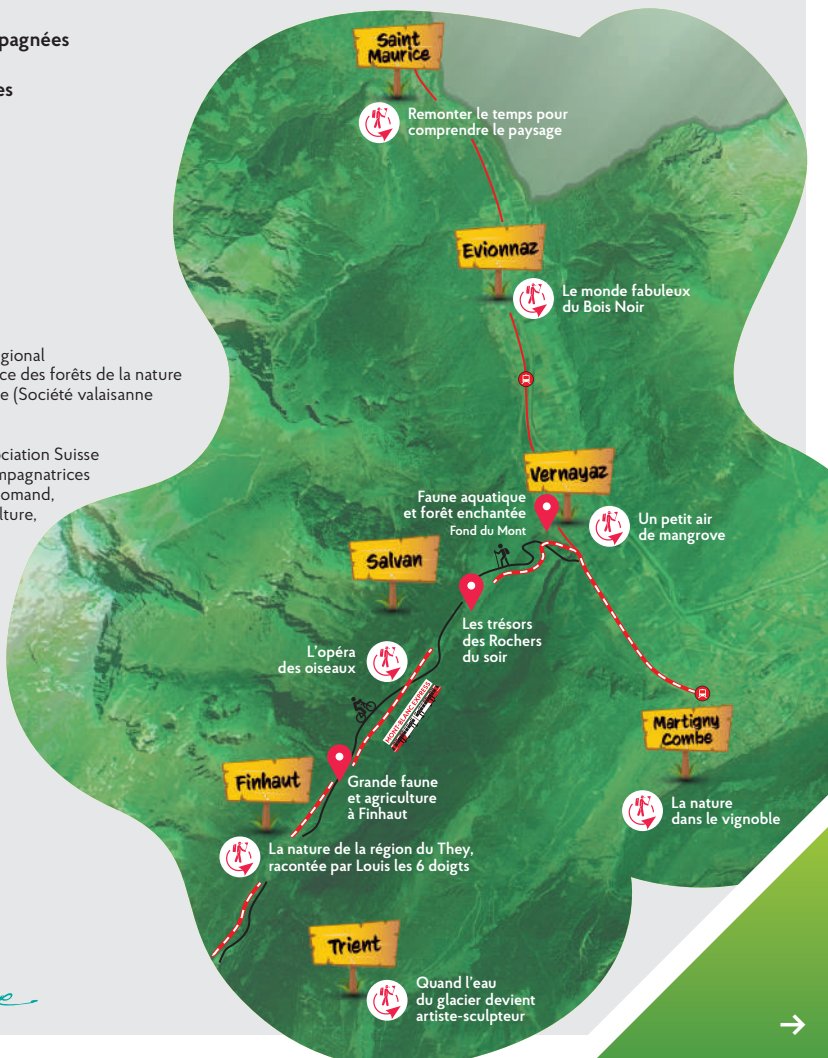 pagnées
es
gional
ce des forêts de la nature
e (Société valaisanne
ociation Suisse
mpagnatrices
omand,
lture,
Saint
Maurice
Remonter le temps pour
comprendre le paysage
Evionnaz
Le monde fabuleux
du Bois Noir
Vernayaz
Faune aquatique
et forêt enchantée
Fond du Mont
Un petit air
de mangrove
Salvan
Les trésors
des Rochers
du soir
L'opéra
des oiseaux
MONT-BLANC EXPRESS
Martigny
Combe
La nature
dans le vignoble
Finhaut
Grande faune
et agriculture
à Finhaut
La nature de la région du They,
racontée par Louis les 6 doigts
Trient
Quand l'eau
du glacier devient
artiste-sculpteur